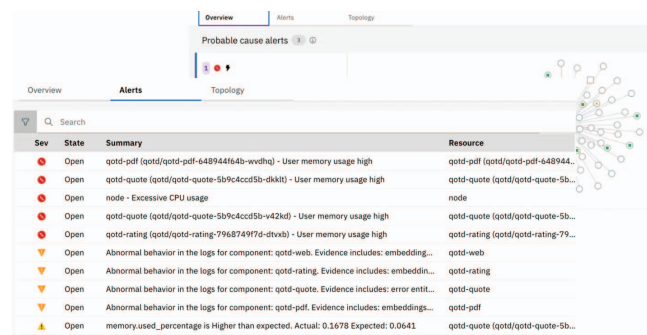 Overview Alerts Topology
Probable cause alerts 3
1
Overview Alerts Topology
Search
Sev State Summary Resource
Open qotd-pdf (qotd/qotd-pdf-648944f64b-wvdhq) - User memory usage high qotd-pdf (qotd/qotd-pdf-648944..
Open qotd-quote (qotd/qotd-quote-5b9c4ccd5b-dkklt) - User memory usage high qotd-quote (qotd/qotd-quote-5b...
Open node - Excessive CPU usage node
Open qotd-quote (qotd/qotd-quote-5b9c4ccd5b-v42kd) - User memory usage high qotd-quote (qotd/qotd-quote-5b...
Open qotd-rating (qotd/qotd-rating-7968749f7d-dtvxb) - User memory usage high qotd-rating (qotd/qotd-rating-79...
Open Abnormal behavior in the logs for component: qotd-web. Evidence includes: embedding... qotd-web
Open Abnormal behavior in the logs for component: qotd-rating. Evidence includes: embeddin... qotd-rating
Open Abnormal behavior in the logs for component: qotd-quote. Evidence includes: error entit... qotd-quote
Open Abnormal behavior in the logs for component: qotd-pdf. Evidence includes: embeddings... qotd-pdf
Open memory.used_percentage is Higher than expected. Actual: 0.1678 Expected: 0.0641 qotd-quote (qotd/qotd-quote-5b...